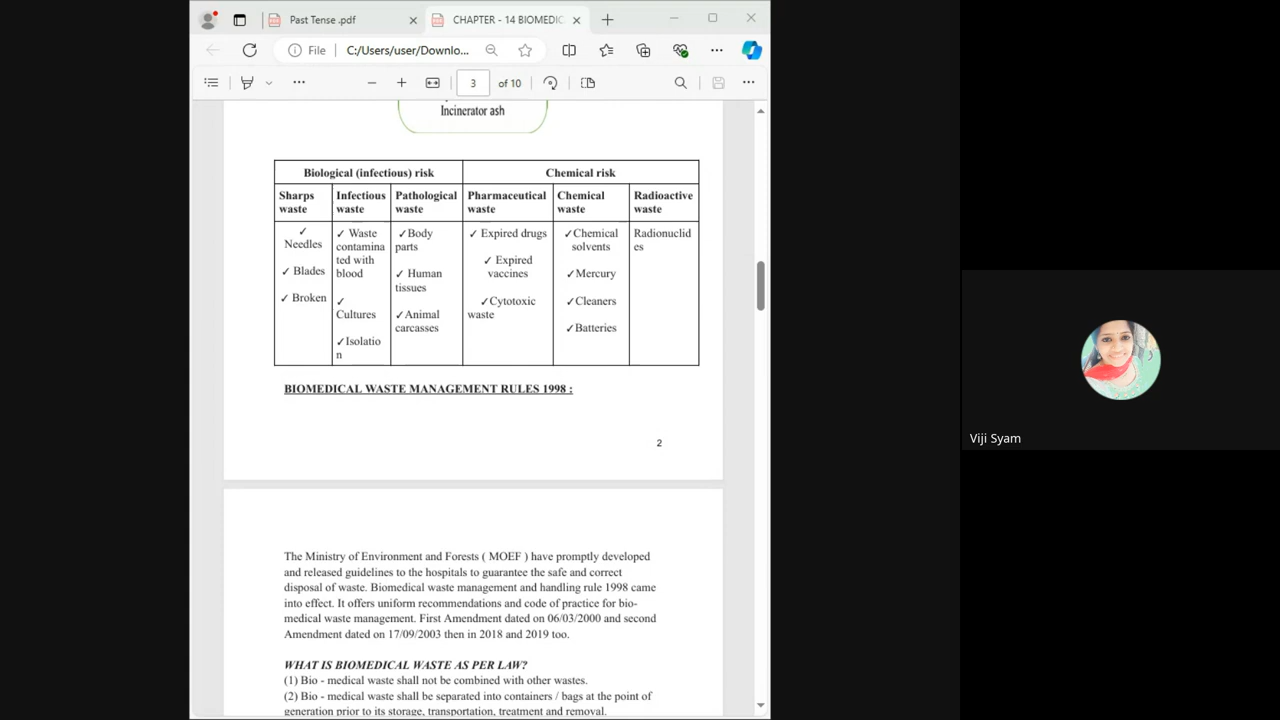 Past Tense .pdf
CHAPTER - 14 BIOMEDIC
File C:/Users/user/Downlo...
3 of 10
Incinerator ash
Biological (infectious) risk Chemical risk
Sharps waste Infectious waste Pathological waste Pharmaceutical waste Chemical waste Radioactive waste
✓ Needles
✓ Blades
✓ Broken
✓ Waste
contamina
ted with
blood
✓
Cultures
✓Isolatio
n
✓Body
parts
✓ Human
tissues
✓Animal
carcasses
✓ Expired drugs
✓ Expired
vaccines
✓Cytotoxic
waste
✓Chemical
solvents
✓Mercury
✓Cleaners
✓Batteries
Radionuclid
es
BIOMEDICAL WASTE MANAGEMENT RULES 1998 :
2
The Ministry of Environment and Forests ( MOEF ) have promptly developed
and released guidelines to the hospitals to guarantee the safe and correct
disposal of waste. Biomedical waste management and handling rule 1998 came
into effect. It offers uniform recommendations and code of practice for bio-
medical waste management. First Amendment dated on 06/03/2000 and second
Amendment dated on 17/09/2003 then in 2018 and 2019 too.
WHAT IS BIOMEDICAL WASTE AS PER LAW?
(1) Bio - medical waste shall not be combined with other wastes.
(2) Bio - medical waste shall be separated into containers / bags at the point of
generation prior to its storage, transportation, treatment and removal.
Viji Syam